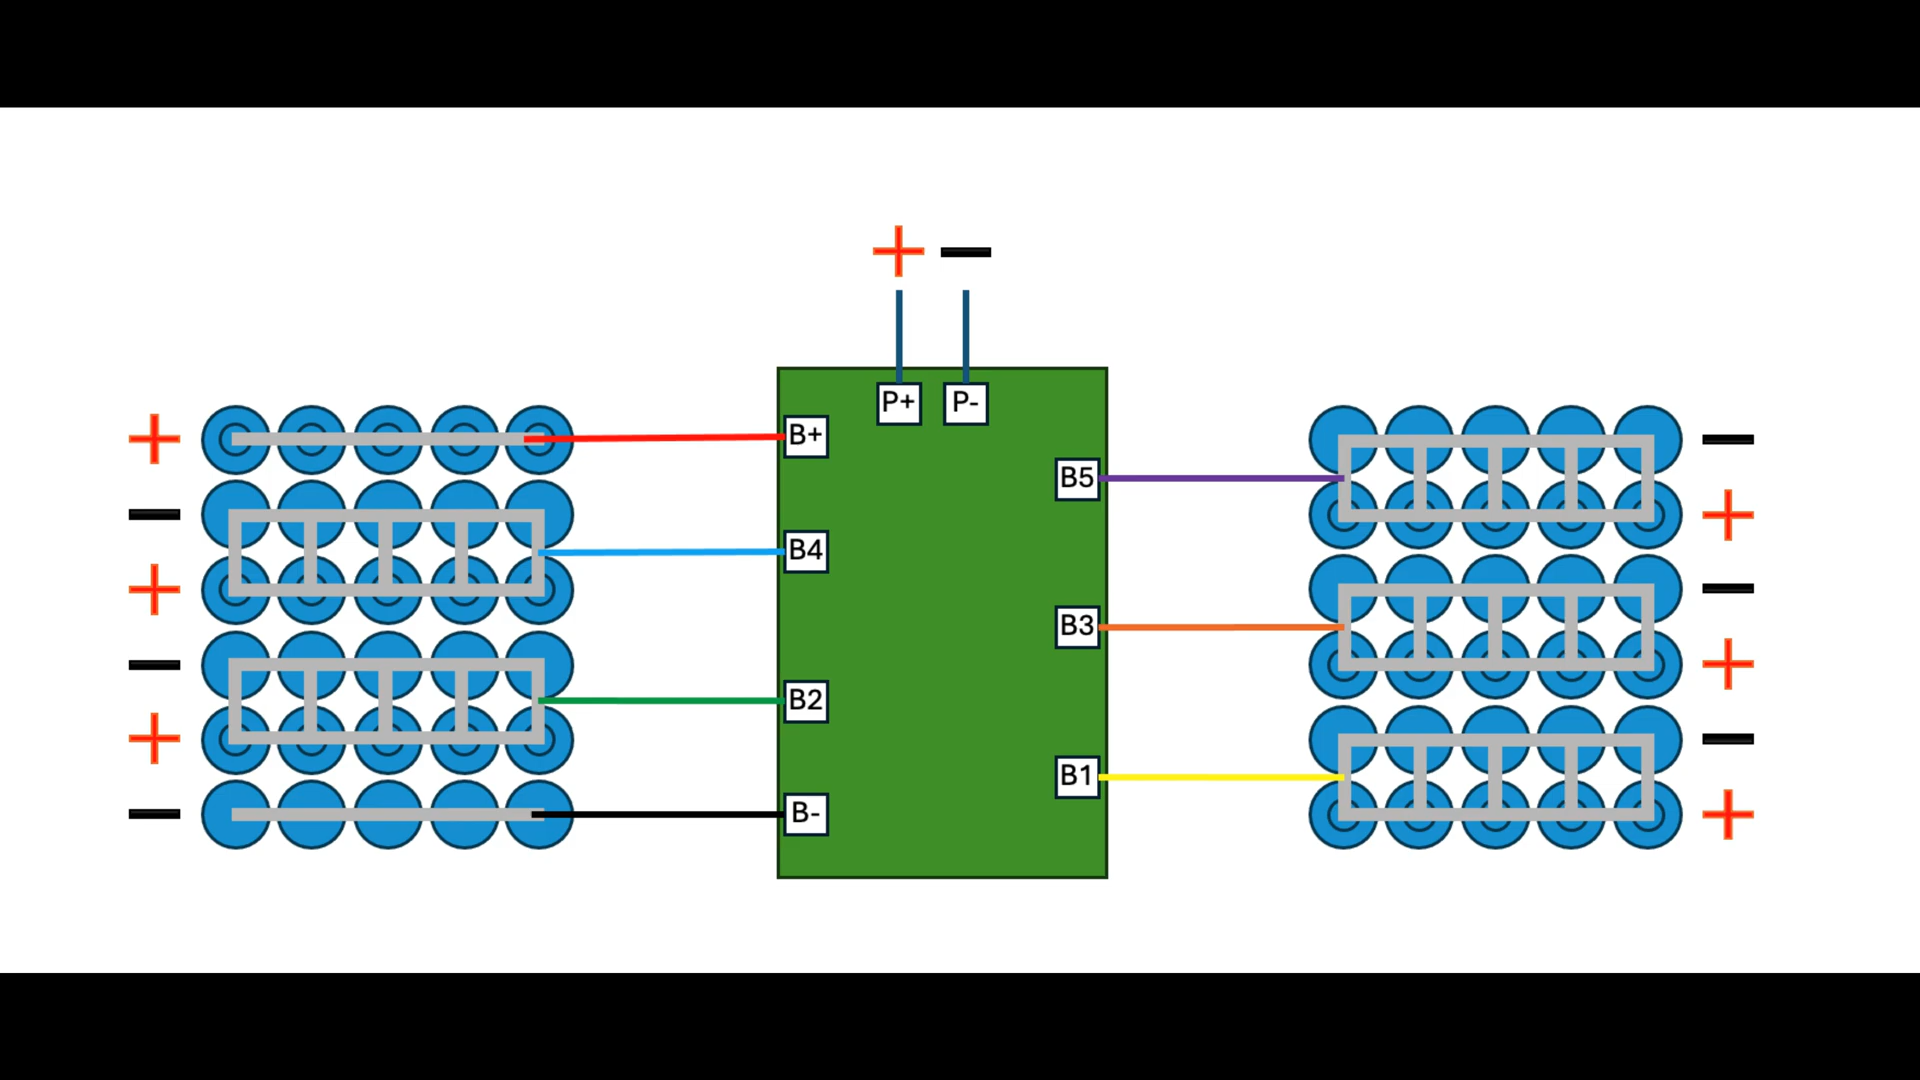 + -
P+ P-
B+
B5
B4
B3
B2
B1
B-
+
-
+
-
+
-
-
+
-
+
-
+